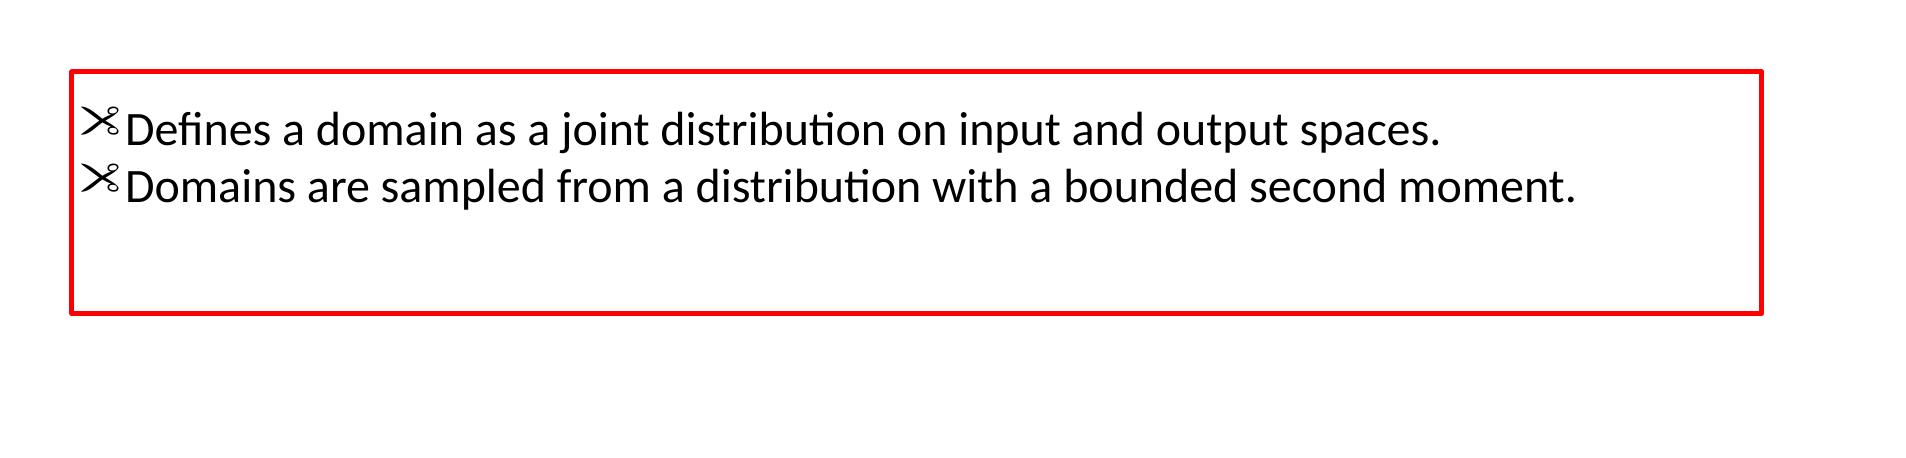 ✂Defines a domain as a joint distribution on input and output spaces.
✂Domains are sampled from a distribution with a bounded second moment.